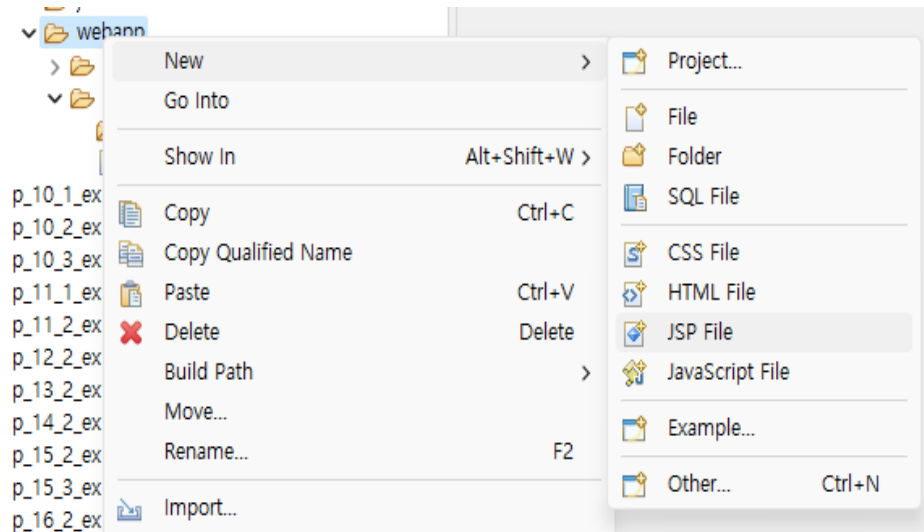 webapp
New
Go Into
Show In Alt+Shift+W
Copy Ctrl+C
Copy Qualified Name
Paste Ctrl+V
Delete Delete
Build Path
Move...
Rename... F2
Import...
Project...
File
Folder
SQL File
CSS File
HTML File
JSP File
JavaScript File
Example...
Other... Ctrl+N
p_10_1_ex
p_10_2_ex
p_10_3_ex
p_11_1_ex
p_11_2_ex
p_12_2_ex
p_13_2_ex
p_14_2_ex
p_15_2_ex
p_15_3_ex
p_16_2_ex